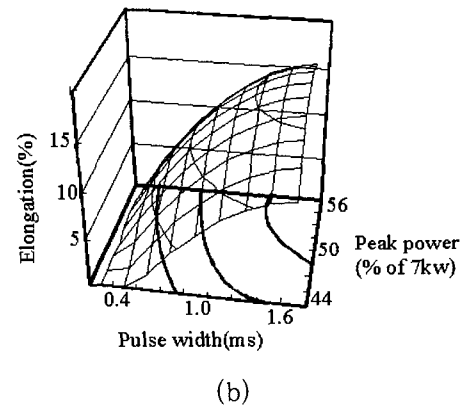 15
10
5
Elongation(%)
0.4
1.0
1.6
Pulse width(ms)
56
50
44
Peak power
(% of 7kw)
(b)